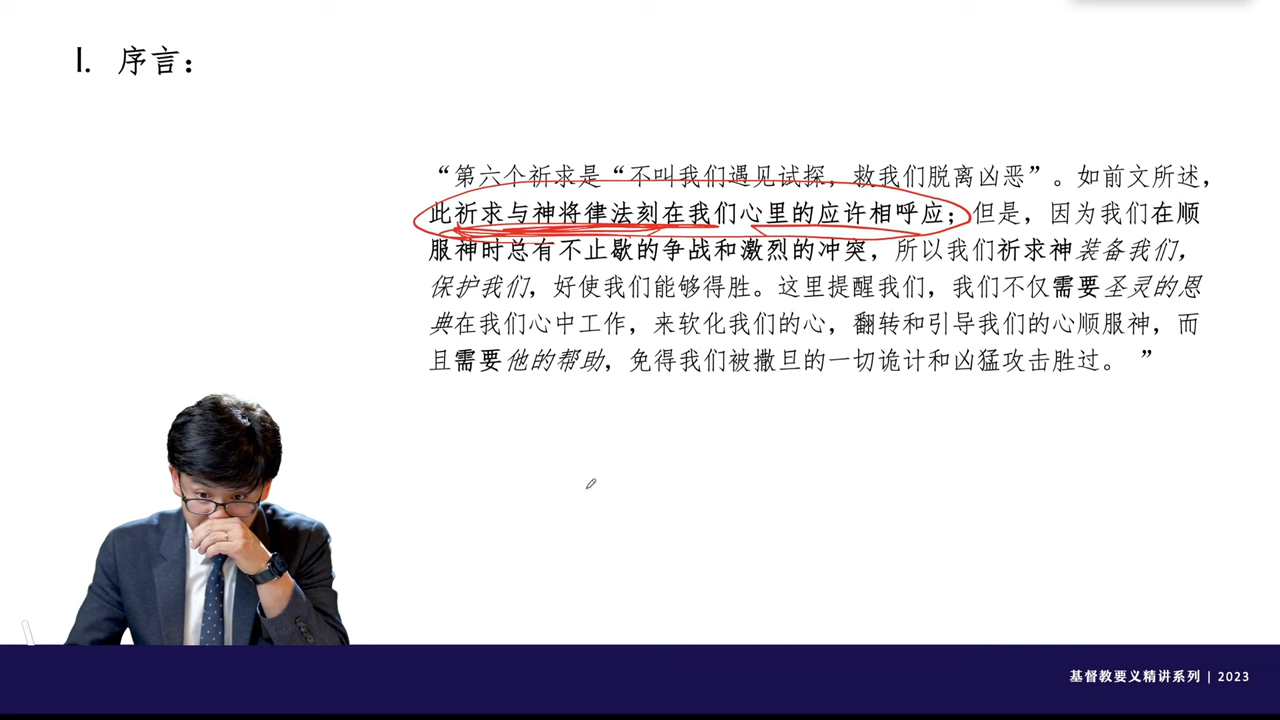 I. 序言：
“第六个祈求是“不叫我们遇见试探，救我们脱离凶恶”。如前文所述，
此祈求与神将律法刻在我们心里的应许相呼应；但是，因为我们在顺
服神时总有不止歇的争战和激烈的冲突，所以我们祈求神装备我们，
保护我们，好使我们能够得胜。这里提醒我们，我们不仅需要圣灵的恩
典在我们心中工作，来软化我们的心，翻转和引导我们的心顺服神，而
且需要他的帮助，免得我们被撒旦的一切诡计和凶猛攻击胜过。 ”
基督教要义精讲系列 | 2023